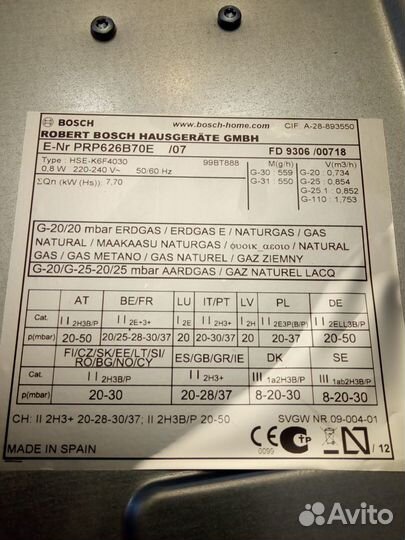 BOSCH www.bosch-home.com CIF. A-28-893550
ROBERT BOSCH HAUSGERÄTE GMBH
E-Nr PRP626B70E /07 FD 9306 /00718
Type : HSE-K6F4030 99BT888 M(g/h) V(m3/h)
0.8 W 220-240 V~ 50/60 Hz G-30 : 559 G-20 : 0,734
G-31 : 550 G-25 : 0,854
ΣQn (kW (Hs)): 7,70 G-25.1 : 0,852
G-110 : 1,753
G-20/20 mbar ERDGAS / ERDGAS E / NATURGAS / GAS
NATURAL / MAAKAASU NATURGAS / φυσικ_αεσιο / NATURAL
GAS / GAS METANO / GAS NATUREL / GAZ ZIEMNY
G-20/G-25-20/25 mbar AARDGAS / GAZ NATUREL LACQ
AT BE/FR LU IT/PT LV PL DE
Cat. II 2H3B/P II 2E+3+ I 2E II 2H3+ I 2H II 2E3P(B/P) II 2ELL3B/P
p(mbar) 20-50 20/25-28-30/37 20 20-28/37 20 20-37 20-50
FI/CZ/SK/EE/LT/SI/ ES/GB/GR/IE DK SE
RO/BG/NO/CY
Cat. II 2H3B/P II 2H3+ III 1a2H3B/P III 1ab2H3B/P
p(mbar) 20-30 20-28/37 8-20-30 8-20-30
CH: II 2H3+ 20-28-30/37; II 2H3B/P 20-50 SVGW NR.09-004-01
MADE IN SPAIN CE 0099 / 12
Avito